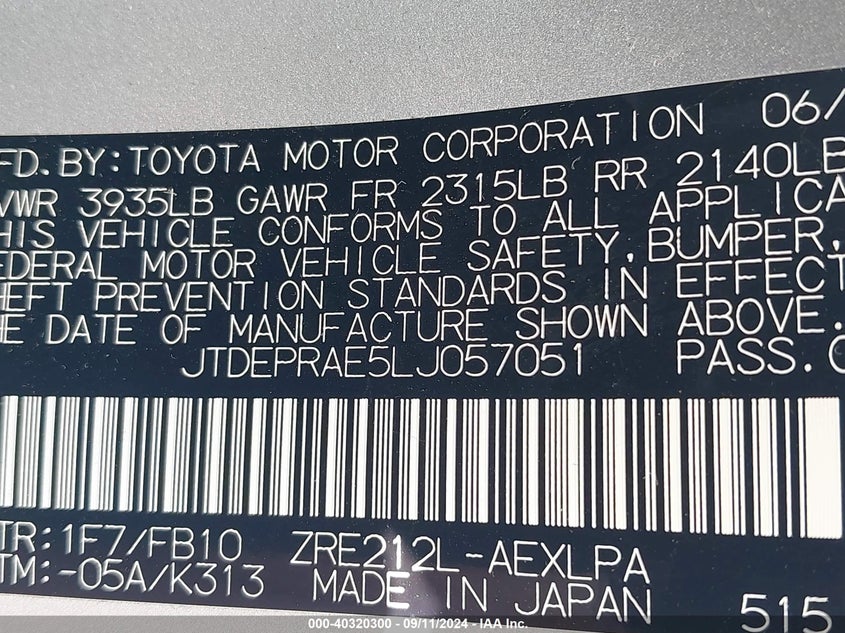 FD. BY: TOYOTA MOTOR CORPORATION 06/
VWR 3935LB GAWR FR 2315LB RR 2140LB
HIS VEHICLE CONFORMS TO ALL APPLICA
EDERAL MOTOR VEHICLE SAFETY, BUMPER,
HEFT PREVENTION STANDARDS IN EFFECT
HE DATE OF MANUFACTURE SHOWN ABOVE.
JTDEPRAE5LJ057051 PASS.C
TR: 1F7/FB10 ZRE212L-AEXLPA
TM: -05A/K313 MADE IN JAPAN 515
000-40320300 - 09/11/2024 - IAA Inc.